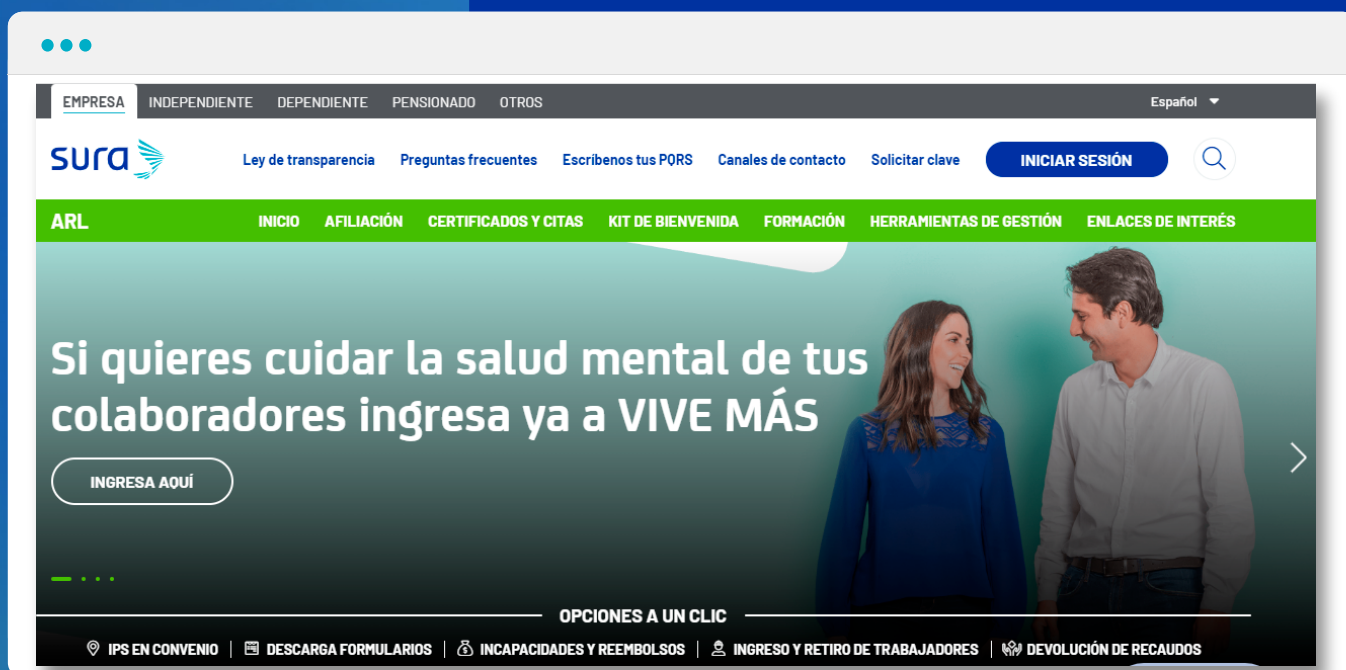 EMPRESA INDEPENDIENTE DEPENDIENTE PENSIONADO OTROS Español
sura Ley de transparencia Preguntas frecuentes Escríbenos tus PQRS Canales de contacto Solicitar clave INICIAR SESIÓN
ARL INICIO AFILIACIÓN CERTIFICADOS Y CITAS KIT DE BIENVENIDA FORMACIÓN HERRAMIENTAS DE GESTIÓN ENLACES DE INTERÉS
Si quieres cuidar la salud mental de tus
colaboradores ingresa ya a VIVE MÁS
INGRESA AQUÍ
OPCIONES A UN CLIC
IPS EN CONVENIO | DESCARGA FORMULARIOS | INCAPACIDADES Y REEMBOLSOS | INGRESO Y RETIRO DE TRABAJADORES | DEVOLUCIÓN DE RECAUDOS